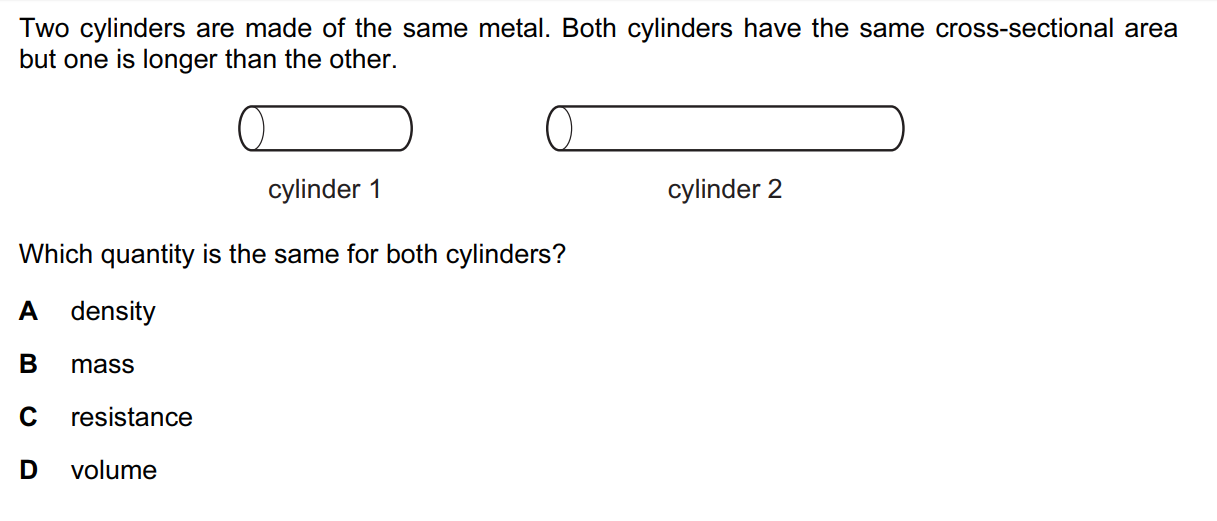 Two cylinders are made of the same metal. Both cylinders have the same cross-sectional area
but one is longer than the other.
cylinder 1 cylinder 2
Which quantity is the same for both cylinders?
A density
B mass
C resistance
D volume